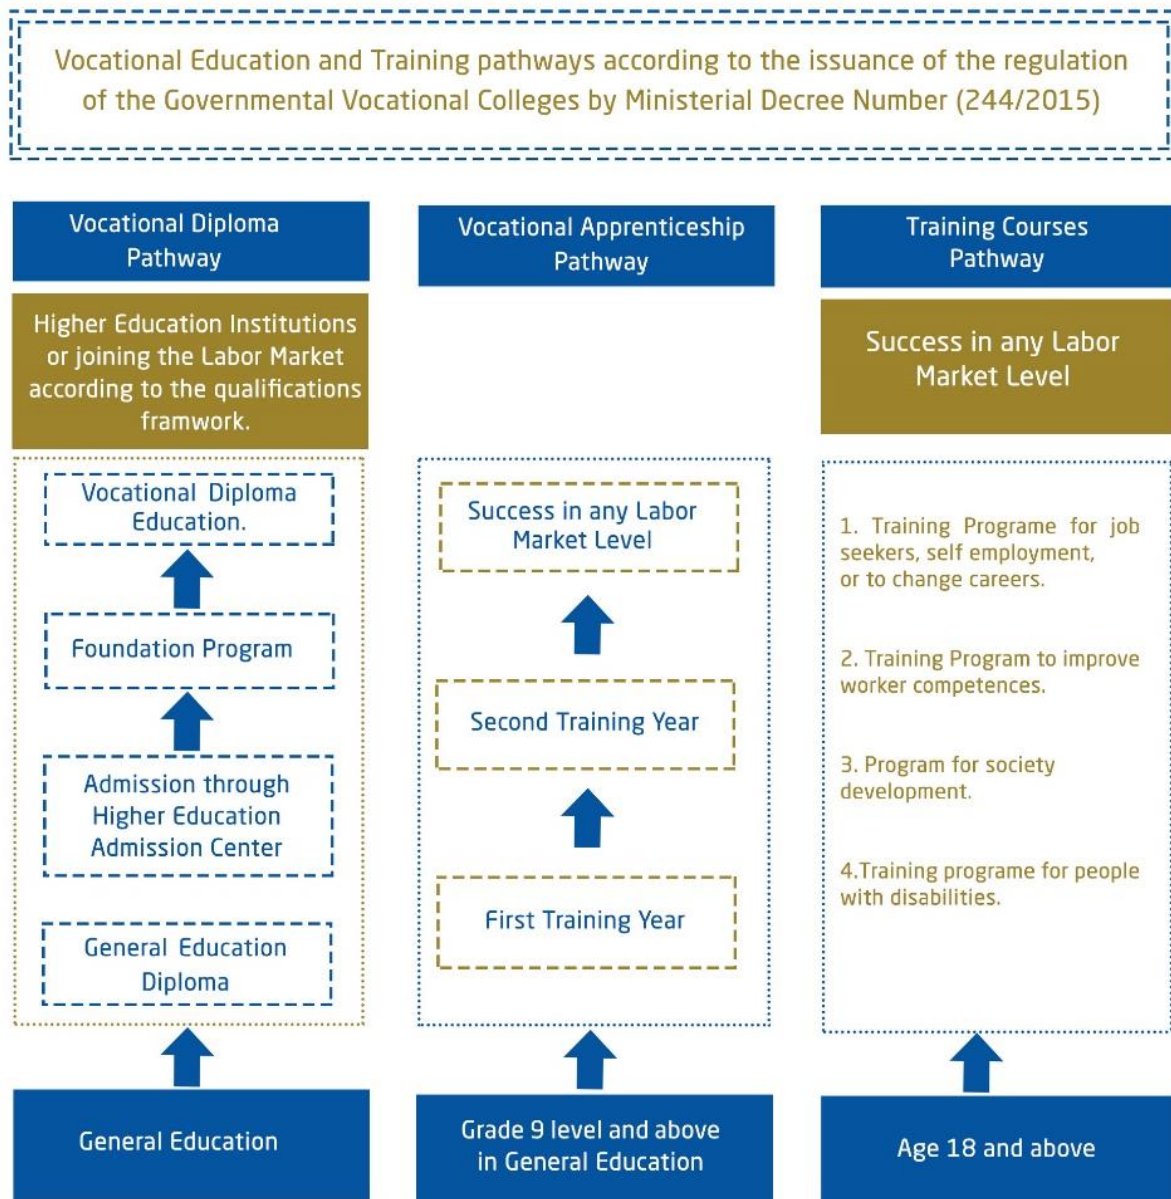 Vocational Education and Training pathways according to the issuance of the regulation
of the Governmental Vocational Colleges by Ministerial Decree Number (244/2015)
Vocational Diploma
Pathway
Higher Education Institutions
or joining the Labor Market
according to the qualifications
framwork.
Vocational Diploma
Education.
Foundation Program
Admission through
Higher Education
Admission Center
General Education
Diploma
General Education
Vocational Apprenticeship
Pathway
Success in any Labor
Market Level
Second Training Year
First Training Year
Grade 9 level and above
in General Education
Training Courses
Pathway
Success in any Labor
Market Level
1. Training Programe for job
seekers, self employment,
or to change careers.
2. Training Program to improve
worker competences.
3. Program for society
development.
4.Training programe for people
with disabilities.
Age 18 and above